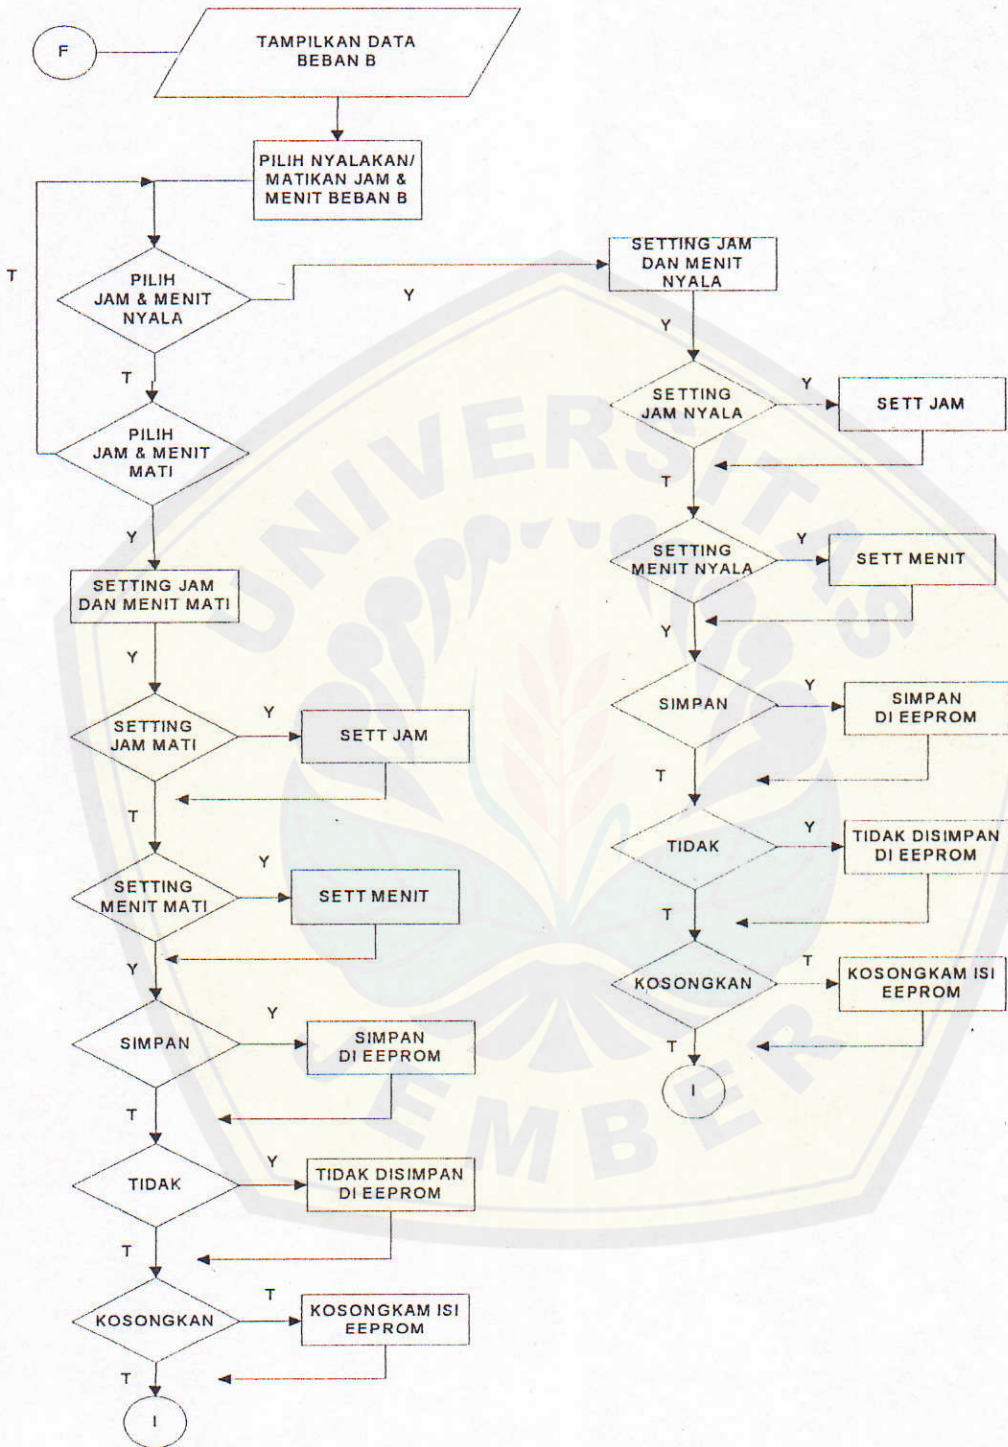 F
TAMPILKAN DATA
BEBAN B
PILIH NYALAKAN/
MATIKAN JAM &
MENIT BEBAN B
T
PILIH
JAM & MENIT
NYALA
Y
T
PILIH
JAM & MENIT
MATI
Y
SETTING JAM
DAN MENIT MATI
Y
SETTING
JAM MATI
Y
SETT JAM
T
SETTING
MENIT MATI
Y
SETT MENIT
Y
SIMPAN
Y
SIMPAN
DI EEPROM
T
TIDAK
Y
TIDAK DISIMPAN
DI EEPROM
T
KOSONGKAN
T
KOSONGKAM ISI
EEPROM
T
I
SETTING JAM
DAN MENIT
NYALA
Y
SETTING
JAM NYALA
Y
SETT JAM
T
SETTING
MENIT NYALA
Y
SETT MENIT
Y
SIMPAN
Y
SIMPAN
DI EEPROM
T
TIDAK
Y
TIDAK DISIMPAN
DI EEPROM
T
KOSONGKAN
T
KOSONGKAM ISI
EEPROM
T
I
UNIVERSITAS
JEMBER